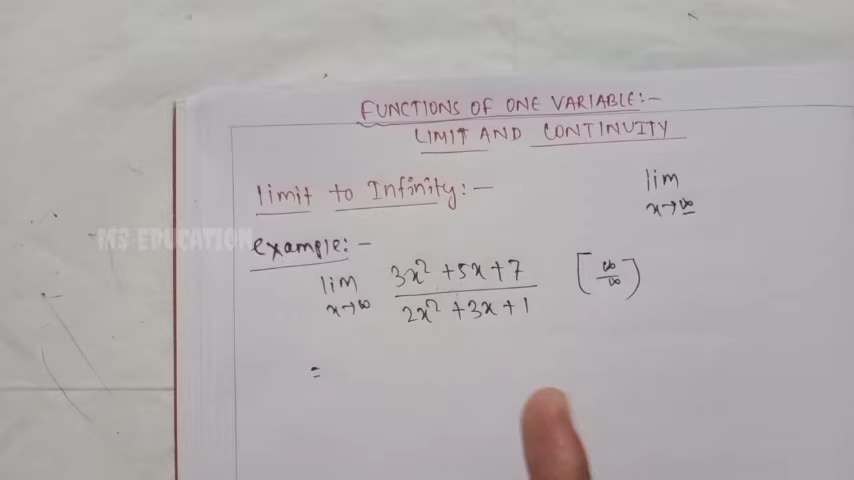 FUNCTIONS OF ONE VARIABLE:-
LIMIT AND CONTINUITY
limit to Infinity:-
lim
x→∞
MS EDUCATION
example:-
lim x→∞ (3x² + 5x + 7)/(2x² + 3x + 1) [∞/∞)
=